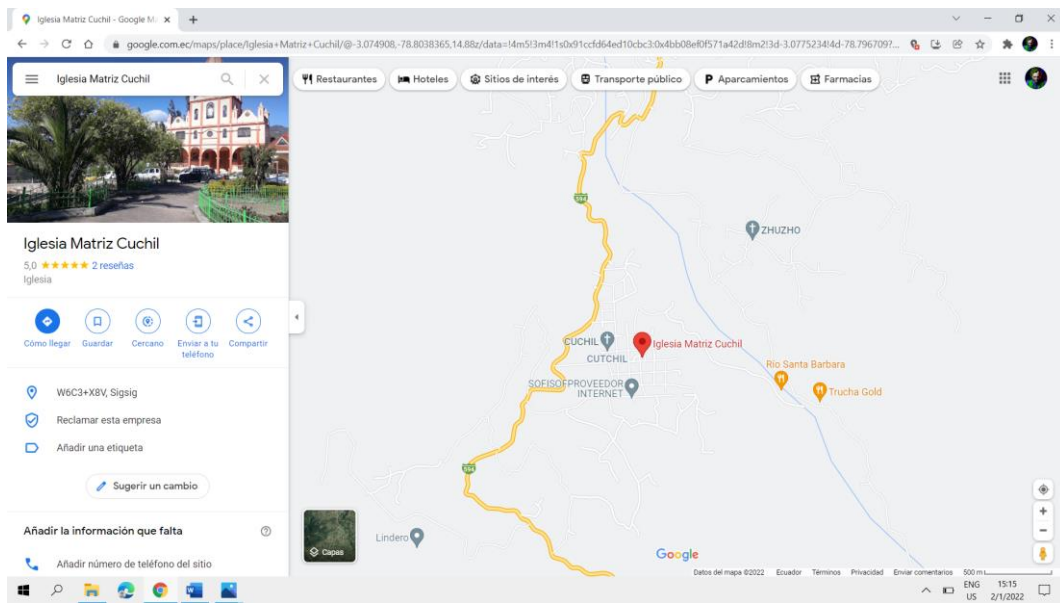 Iglesia Matriz Cuchil - Google M
google.com.ec/maps/place/Iglesia+Matriz+Cuchil/@-3.074908,-78.8038365,14.88z/data=!4m5!3m4!1s0x91ccfd64ed10cbc3:0x4bb08ef0f571a42d!8m2!3d-3.0775234!4d-78.796709?...
Iglesia Matriz Cuchil
Restaurantes
Hoteles
Sitios de interés
Transporte público
P Aparcamientos
Farmacias
Iglesia Matriz Cuchil
5,0 ★★★★★ 2 reseñas
Iglesia
Cómo llegar
Guardar
Cercano
Enviar a tu
teléfono
Compartir
W6C3+X8V, Sigsig
Reclamar esta empresa
Añadir una etiqueta
Sugerir un cambio
Añadir la información que falta
Añadir número de teléfono del sitio
594
ZHUZHO
CUCHIL
Iglesia Matriz Cuchil
CUTCHIL
SOFISOFPROVEEDOR
INTERNET
Rio Santa Barbara
Trucha Gold
594
Lindero
Capas
Google
Datos del mapa ©2022
Ecuador
Términos
Privacidad
Enviar comentarios
500 m
ENG
US
15:15
2/1/2022